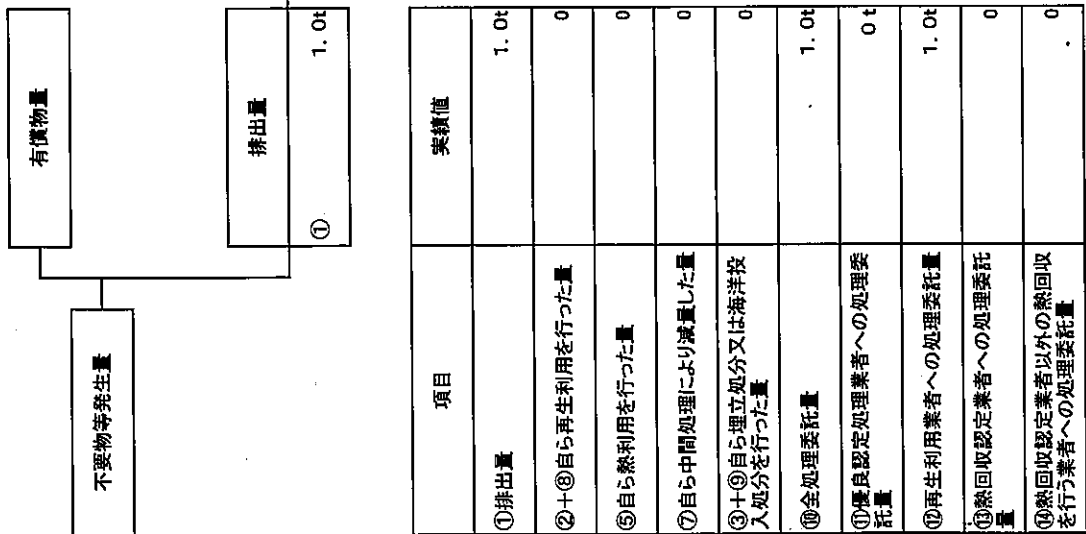 不要物等発生量
有償物量
排出量
① 1.0t
項目 実績値
①排出量 1.0t
②+⑧自ら再生利用を行った量 0
⑤自ら熱利用を行った量 0
⑦自ら中間処理により減量した量 0
③+⑨自ら埋立処分又は海洋投
入処分を行った量 0
⑩全処理委託量 1.0t
⑪優良認定処理業者への処理委
託量 0t
⑫再生利用業者への処理委託量 1.0t
⑬熱回収認定業者への処理委託
量 0
⑭熱回収認定業者以外の熱回収
を行う業者への処理委託量 0